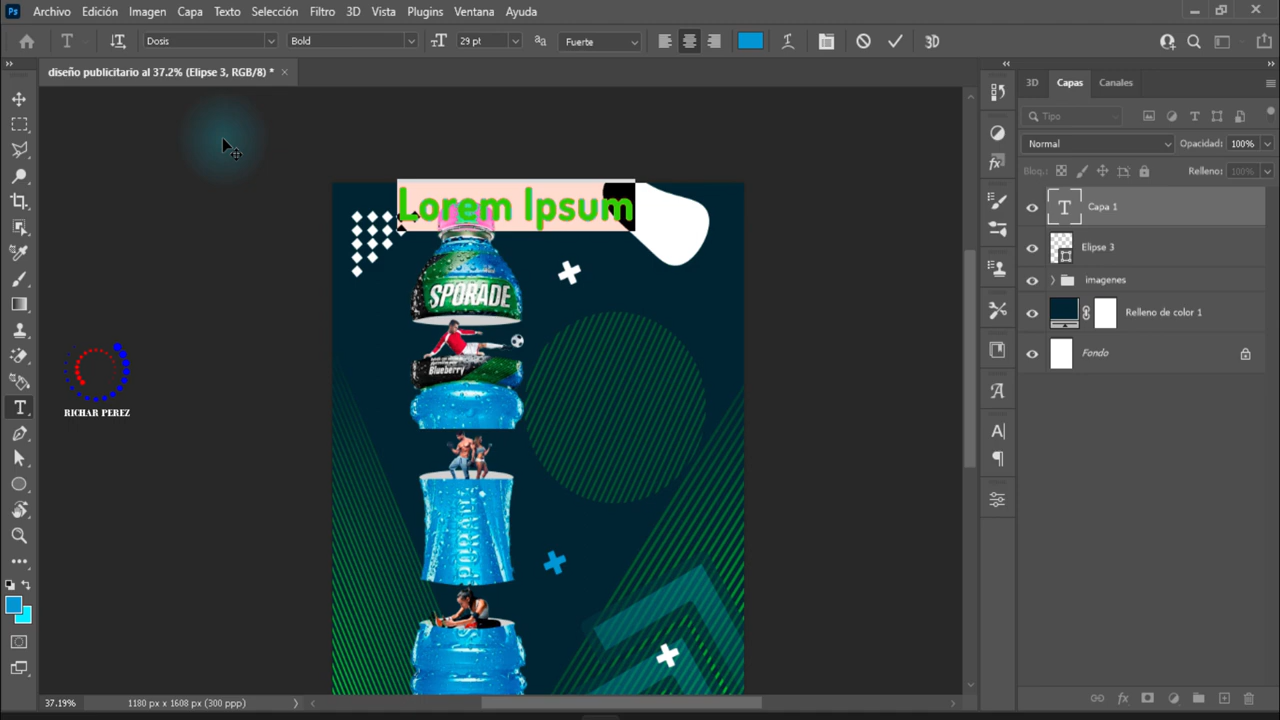 Ps Archivo Edición Imagen Capa Texto Selección Filtro 3D Vista Plugins Ventana Ayuda
T Dosis Bold 29 pt aa Fuerte 3D
diseño publicitario al 37.2% (Elipse 3, RGB/8) * ×
3D Capas Canales
Tipo
Normal Opacidad: 100%
Bloq.: Relleno: 100%
T Capa 1
Elipse 3
imagenes
Relleno de color 1
Fondo
Lorem Ipsum
SPORADE
Blueberry
RICHAR PEREZ
37.19% 1180 px x 1608 px (300 ppp)